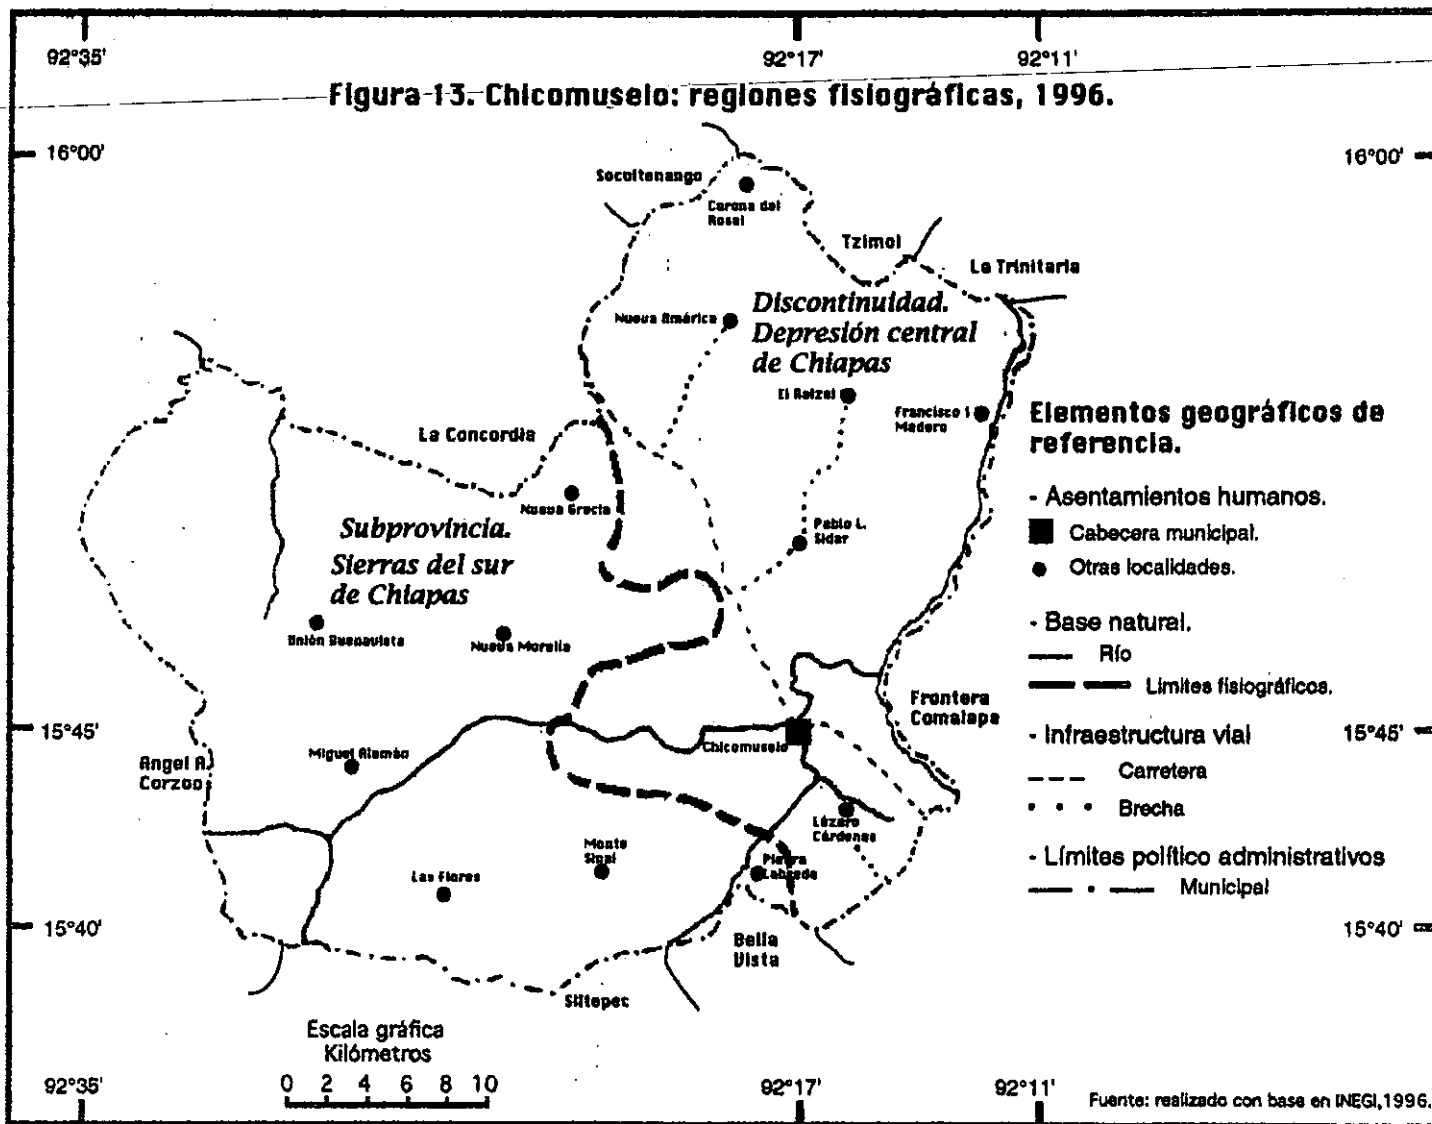 92°35'
92°17'
92°11'
Figura 13. Chicomuselo: regiones fisiográficas, 1996.
16°00'
16°00'
Socoltenango
Corona del
Rosal
Tzimol
La Trinitaria
Nueva América
Discontinuidad.
Depresión central
de Chiapas
El Raizal
Francisco I
Madero
La Concordia
Nueva Grecia
Pablo L.
Sidar
Subprovincia.
Sierras del sur
de Chiapas
Unión Buenavista
Nueva Morelia
Elementos geográficos de
referencia.
- Asentamientos humanos.
Cabecera municipal.
Otras localidades.
- Base natural.
Río
Limites fisiográficos.
- Infraestructura vial
Carretera
Brecha
- Límites político administrativos
Municipal
Frontera
Comalapa
15°45'
15°45'
Chicomuselo
Miguel Alemán
Angel A.
Corzo
Lázaro
Cárdenas
Monte
Sinaí
Piedra
Labrada
Las Flores
15°40'
15°40'
Bella
Vista
Siltepec
Escala gráfica
Kilómetros
0 2 4 6 8 10
92°35'
92°17'
92°11'
Fuente: realizado con base en INEGI,1996.